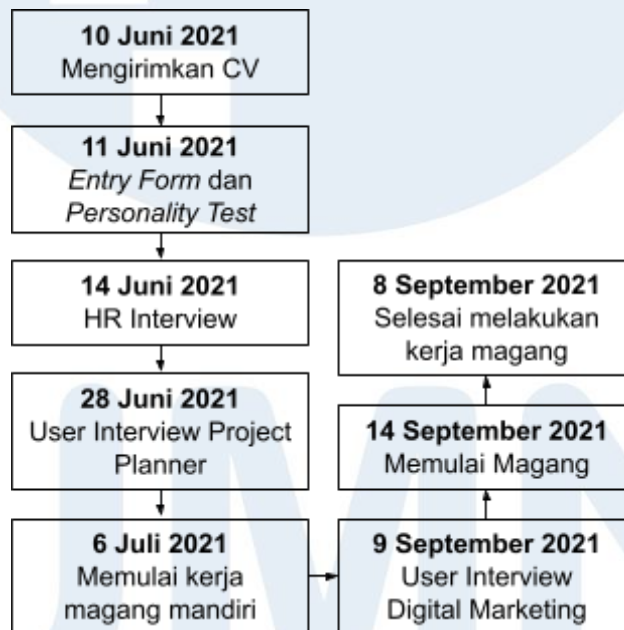 10 Juni 2021
Mengirimkan CV
11 Juni 2021
Entry Form dan
Personality Test
14 Juni 2021
HR Interview
28 Juni 2021
User Interview Project
Planner
6 Juli 2021
Memulai kerja
magang mandiri
9 September 2021
User Interview
Digital Marketing
14 September 2021
Memulai Magang
8 September 2021
Selesai melakukan
kerja magang